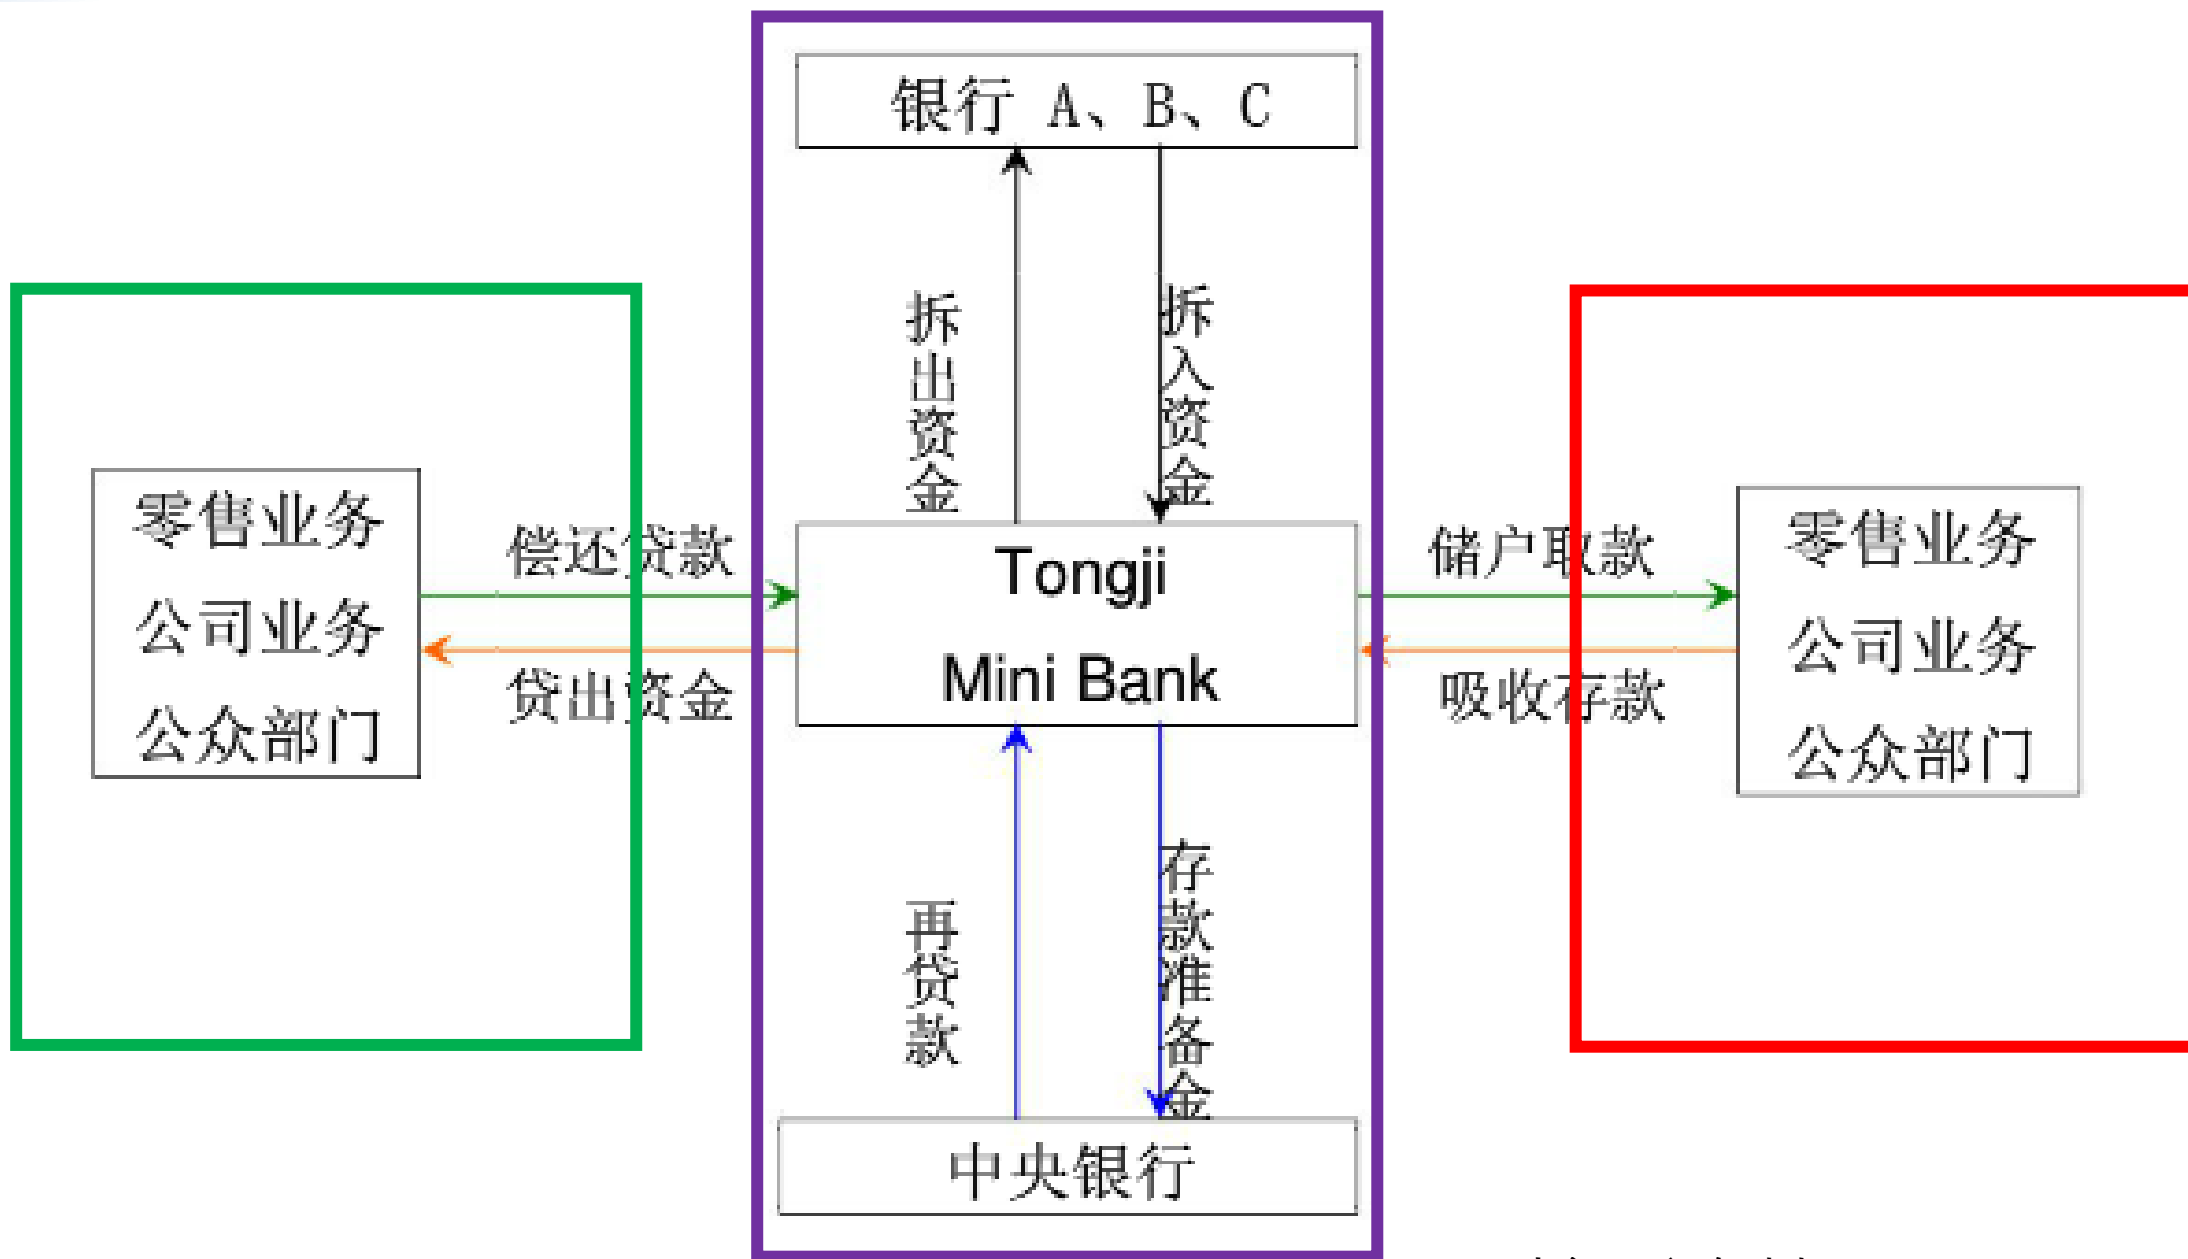 银行 A、B、C
拆出资金
拆入资金
零售业务
公司业务
公众部门
偿还贷款
贷出资金
Tongji
Mini Bank
储户取款
吸收存款
零售业务
公司业务
公众部门
再贷款
存款准备金
中央银行